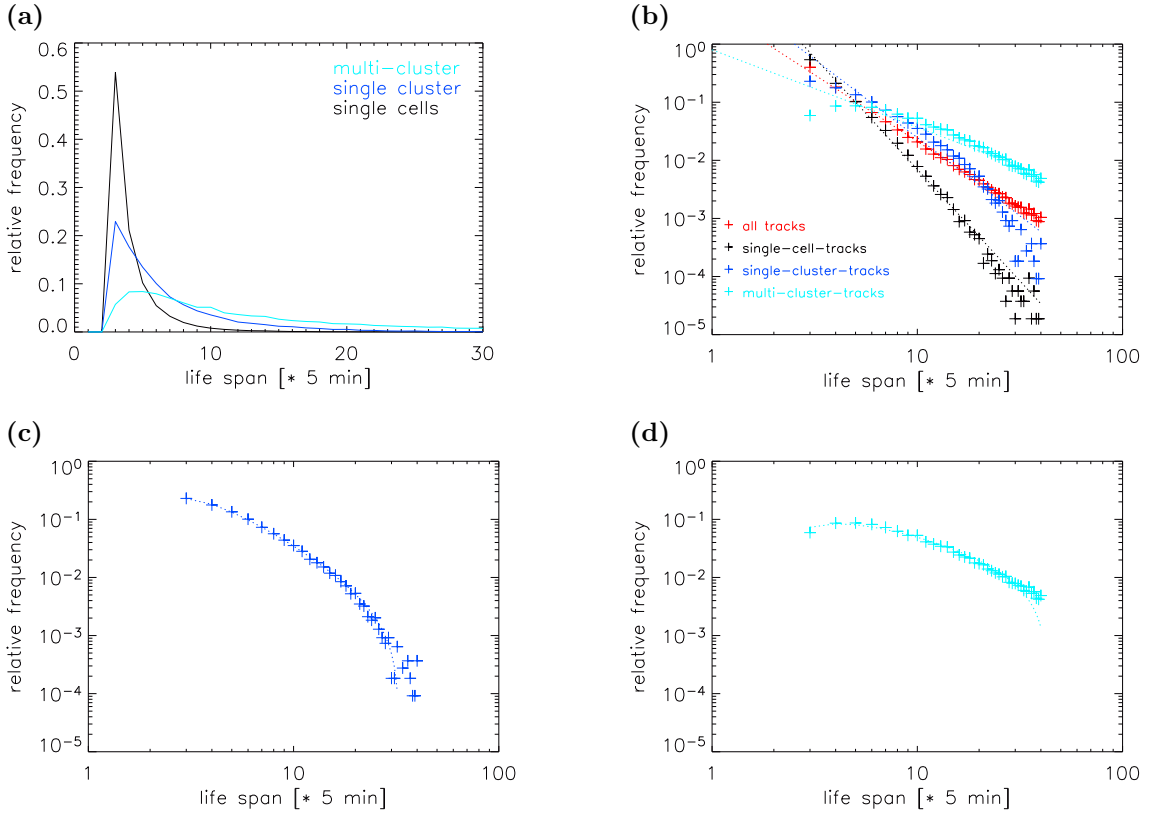 (a)
0.6
0.5
0.4
0.3
0.2
0.1
0.0
relative frequency
multi-cluster
single cluster
single cells
0 10 20 30
life span [* 5 min]
(b)
10^0
10^-1
10^-2
10^-3
10^-4
10^-5
relative frequency
all tracks
single-cell-tracks
single-cluster-tracks
multi-cluster-tracks
1 10 100
life span [* 5 min]
(c)
10^0
10^-1
10^-2
10^-3
10^-4
10^-5
relative frequency
1 10 100
life span [* 5 min]
(d)
10^0
10^-1
10^-2
10^-3
10^-4
10^-5
relative frequency
1 10 100
life span [* 5 min]